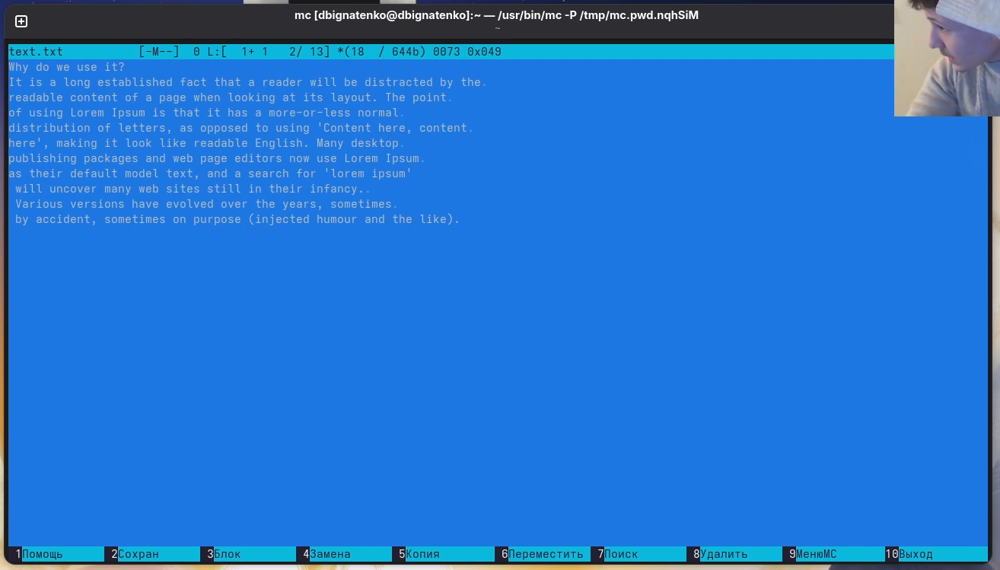 mc [dbignatenko@dbignatenko]:~ — /usr/bin/mc -P /tmp/mc.pwd.nqhSiM
~
text.txt [-M--] 0 L:[ 1+ 1 2/ 13] *(18 / 644b) 0073 0x049
Why do we use it?
It is a long established fact that a reader will be distracted by the.
readable content of a page when looking at its layout. The point.
of using Lorem Ipsum is that it has a more-or-less normal.
distribution of letters, as opposed to using 'Content here, content.
here', making it look like readable English. Many desktop.
publishing packages and web page editors now use Lorem Ipsum.
as their default model text, and a search for 'lorem ipsum'
will uncover many web sites still in their infancy..
Various versions have evolved over the years, sometimes.
by accident, sometimes on purpose (injected humour and the like).
1Помощь 2Сохран 3Блок 4Замена 5Копия 6Переместить 7Поиск 8Удалить 9МенюMC 10Выход